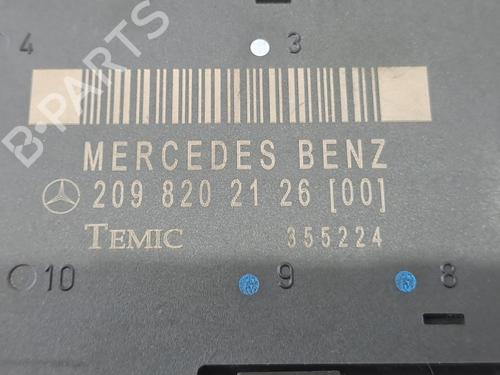 4
3
B-PARTS
MERCEDES BENZ
209 820 21 26 [00]
TEMIC 355224
10 9 8